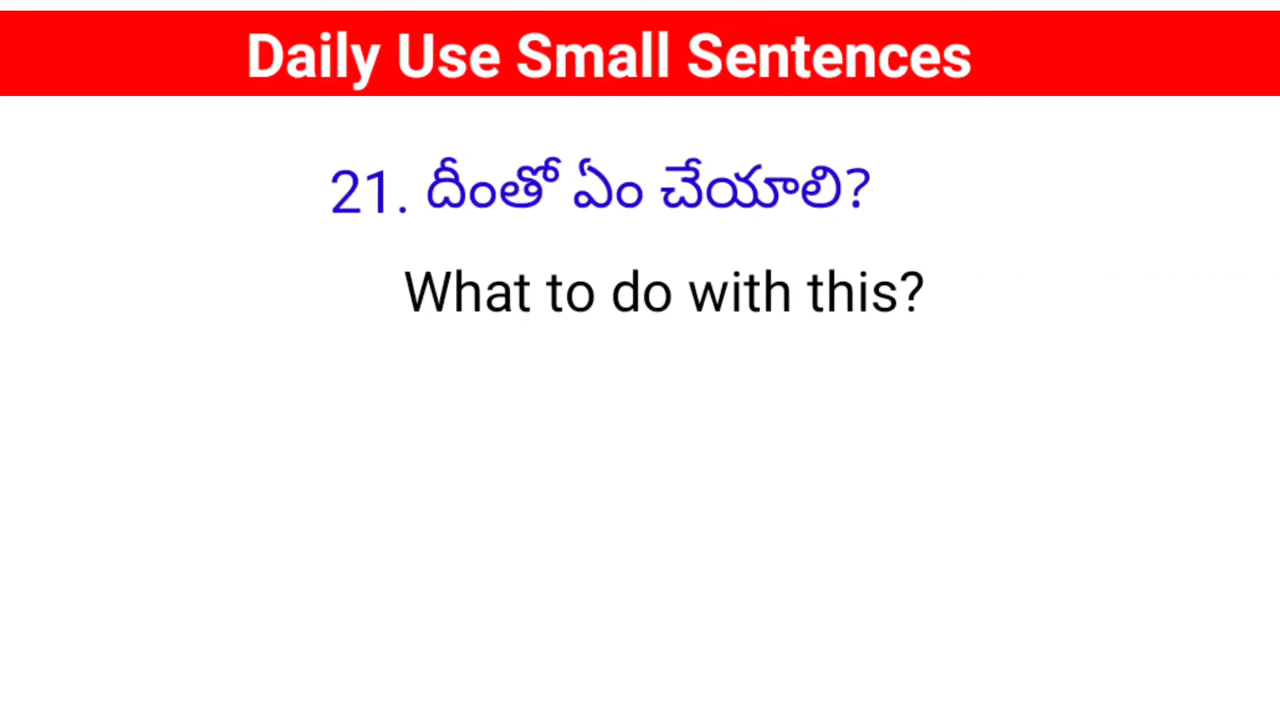 Daily Use Small Sentences
21. దీంతో ఏం చేయాలి?
What to do with this?